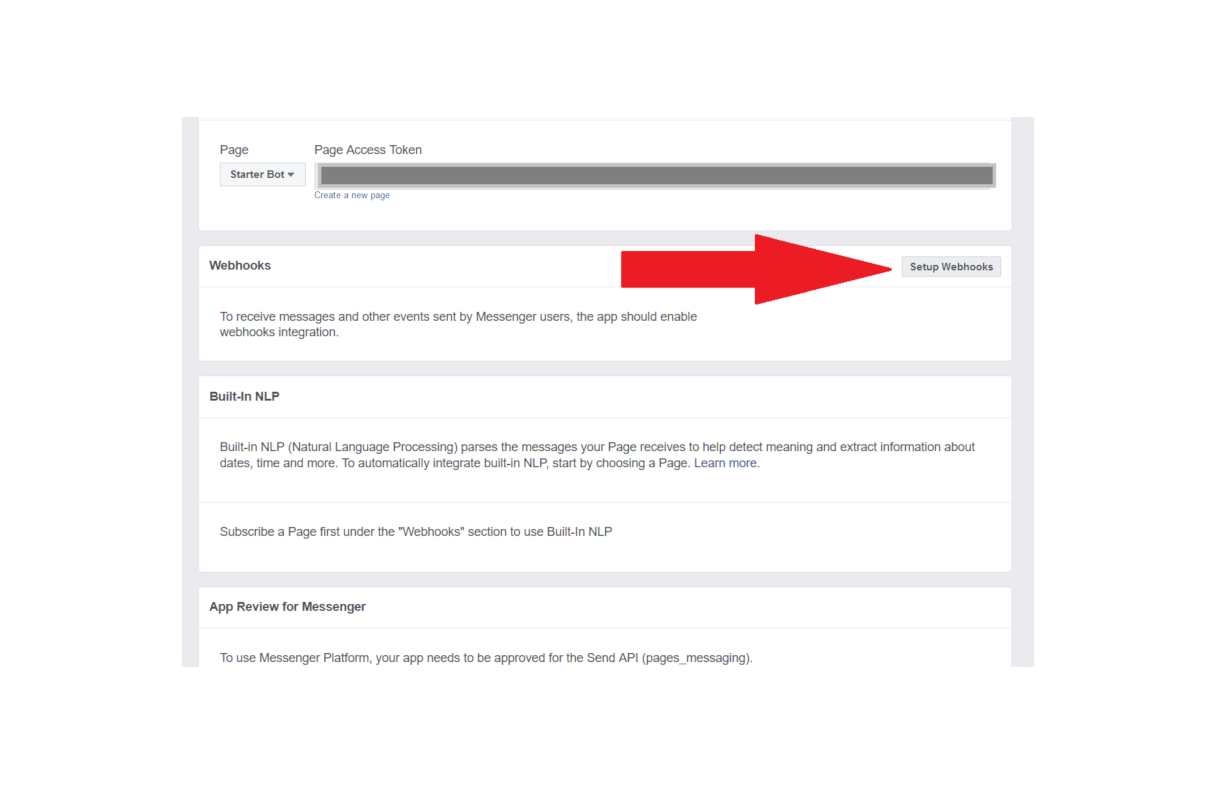 Page
Page Access Token
Starter Bot
Create a new page
Webhooks
Setup Webhooks
To receive messages and other events sent by Messenger users, the app should enable
webhooks integration.
Built-In NLP
Built-in NLP (Natural Language Processing) parses the messages your Page receives to help detect meaning and extract information about
dates, time and more. To automatically integrate built-in NLP, start by choosing a Page. Learn more.
Subscribe a Page first under the "Webhooks" section to use Built-In NLP
App Review for Messenger
To use Messenger Platform, your app needs to be approved for the Send API (pages_messaging).